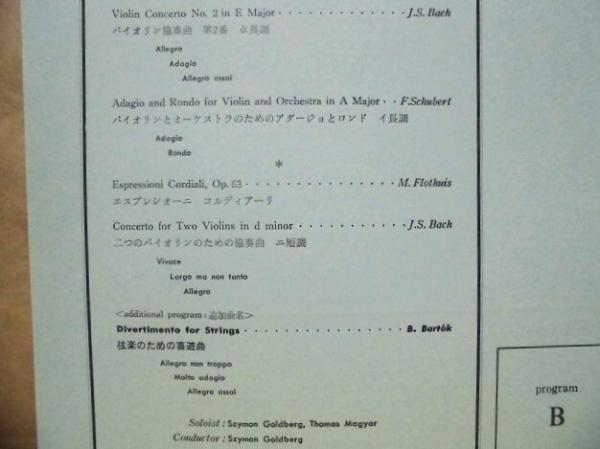 Violin Concerto No. 2 in E Major · · · · · · · · · · · · J.S. Bach
バイオリン協奏曲 第2番 ホ長調
Allegro
Adagio
Allegro assai
Adagio and Rondo for Violin and Orchestra in A Major · · F.Schubert
バイオリンとオーケストラのためのアダージョとロンド イ長調
Adagio
Rondo
*
Espressioni Cordiali, Op. 63 · · · · · · · · · · · · · · · M. Flothuis
エスプレシオーニ コルディアーリ
Concerto for Two Violins in d minor · · · · · · · · · · · J.S. Bach
二つのバイオリンのための協奏曲 ニ短調
Vivace
Largo ma non tanto
Allegro
<additional program : 追加曲名>
Divertimento for Strings · · · · · · · · · · · · · · · B. Bartók
弦楽のための喜遊曲
Allegro non troppo
Molto adagio
Allegro assai
Soloist : Szymon Goldberg, Thomas Magyar
Conductor : Szymon Goldberg
program
B